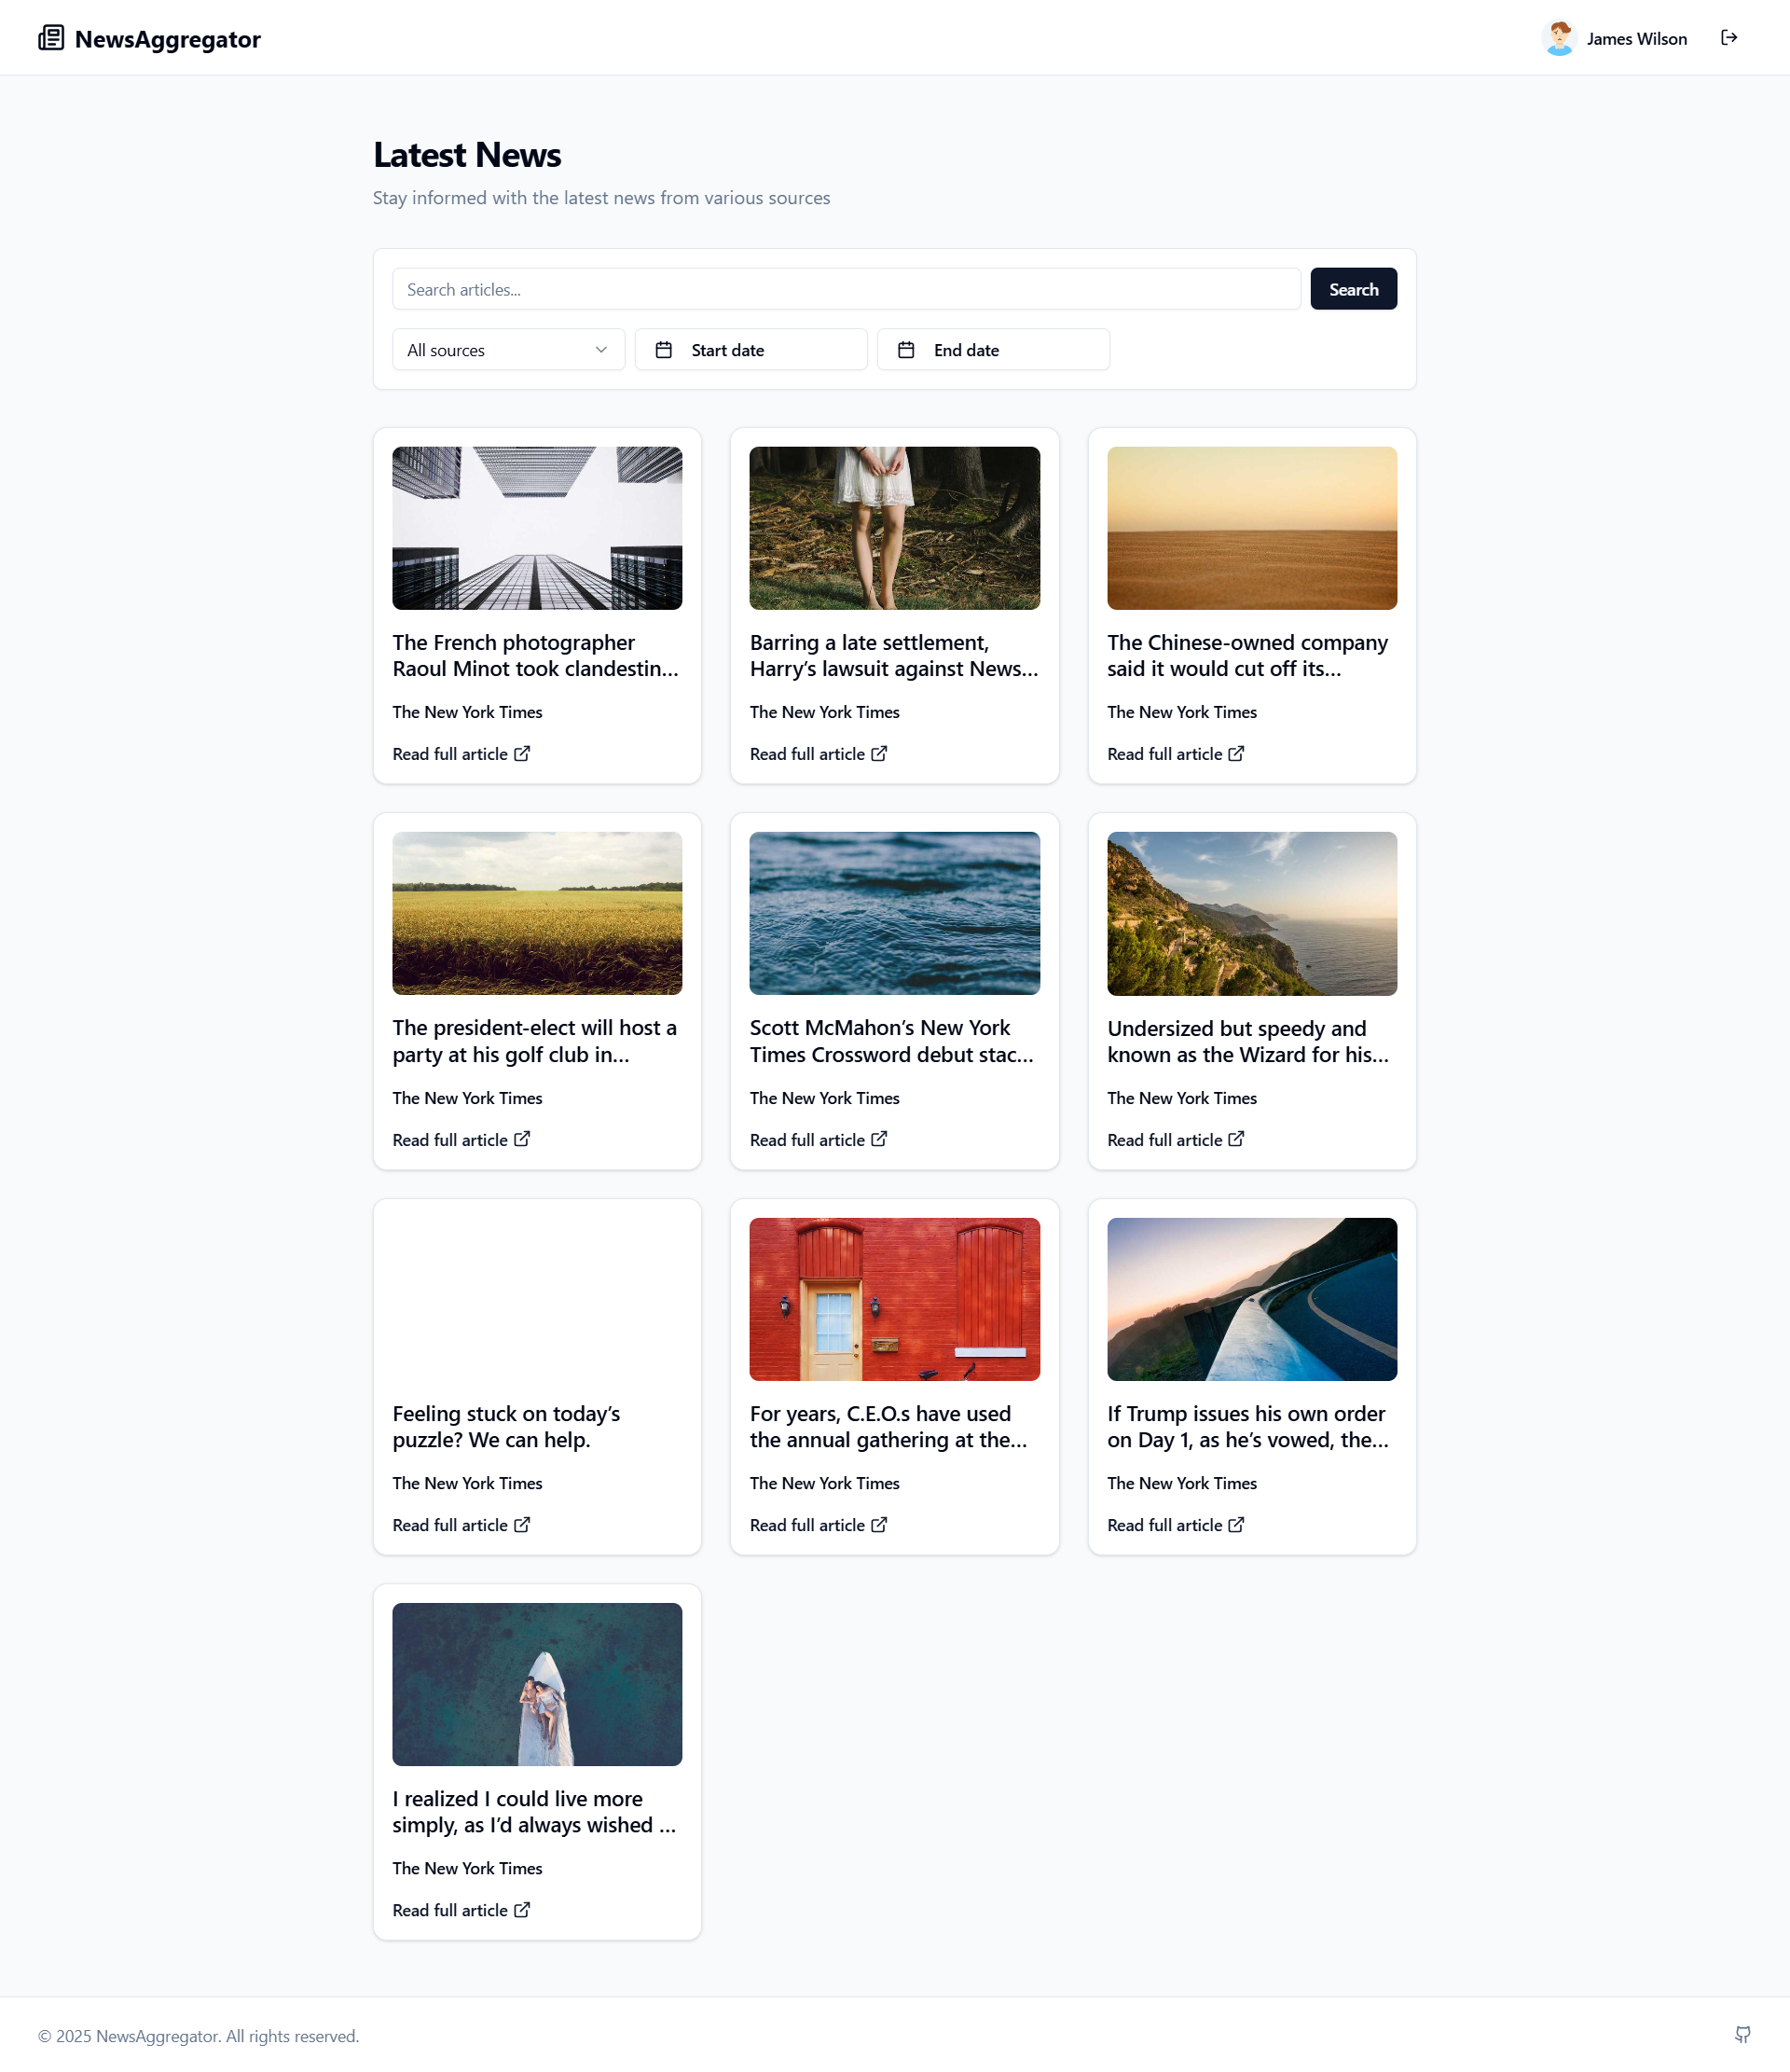 NewsAggregator
James Wilson
Latest News
Stay informed with the latest news from various sources
Search articles...
Search
All sources
Start date
End date
The French photographer
Raoul Minot took clandestin...
The New York Times
Read full article
Barring a late settlement,
Harry’s lawsuit against News...
The New York Times
Read full article
The Chinese-owned company
said it would cut off its...
The New York Times
Read full article
The president-elect will host a
party at his golf club in...
The New York Times
Read full article
Scott McMahon’s New York
Times Crossword debut stac...
The New York Times
Read full article
Undersized but speedy and
known as the Wizard for his...
The New York Times
Read full article
Feeling stuck on today’s
puzzle? We can help.
The New York Times
Read full article
For years, C.E.O.s have used
the annual gathering at the...
The New York Times
Read full article
If Trump issues his own order
on Day 1, as he’s vowed, the...
The New York Times
Read full article
I realized I could live more
simply, as I’d always wished ...
The New York Times
Read full article
© 2025 NewsAggregator. All rights reserved.